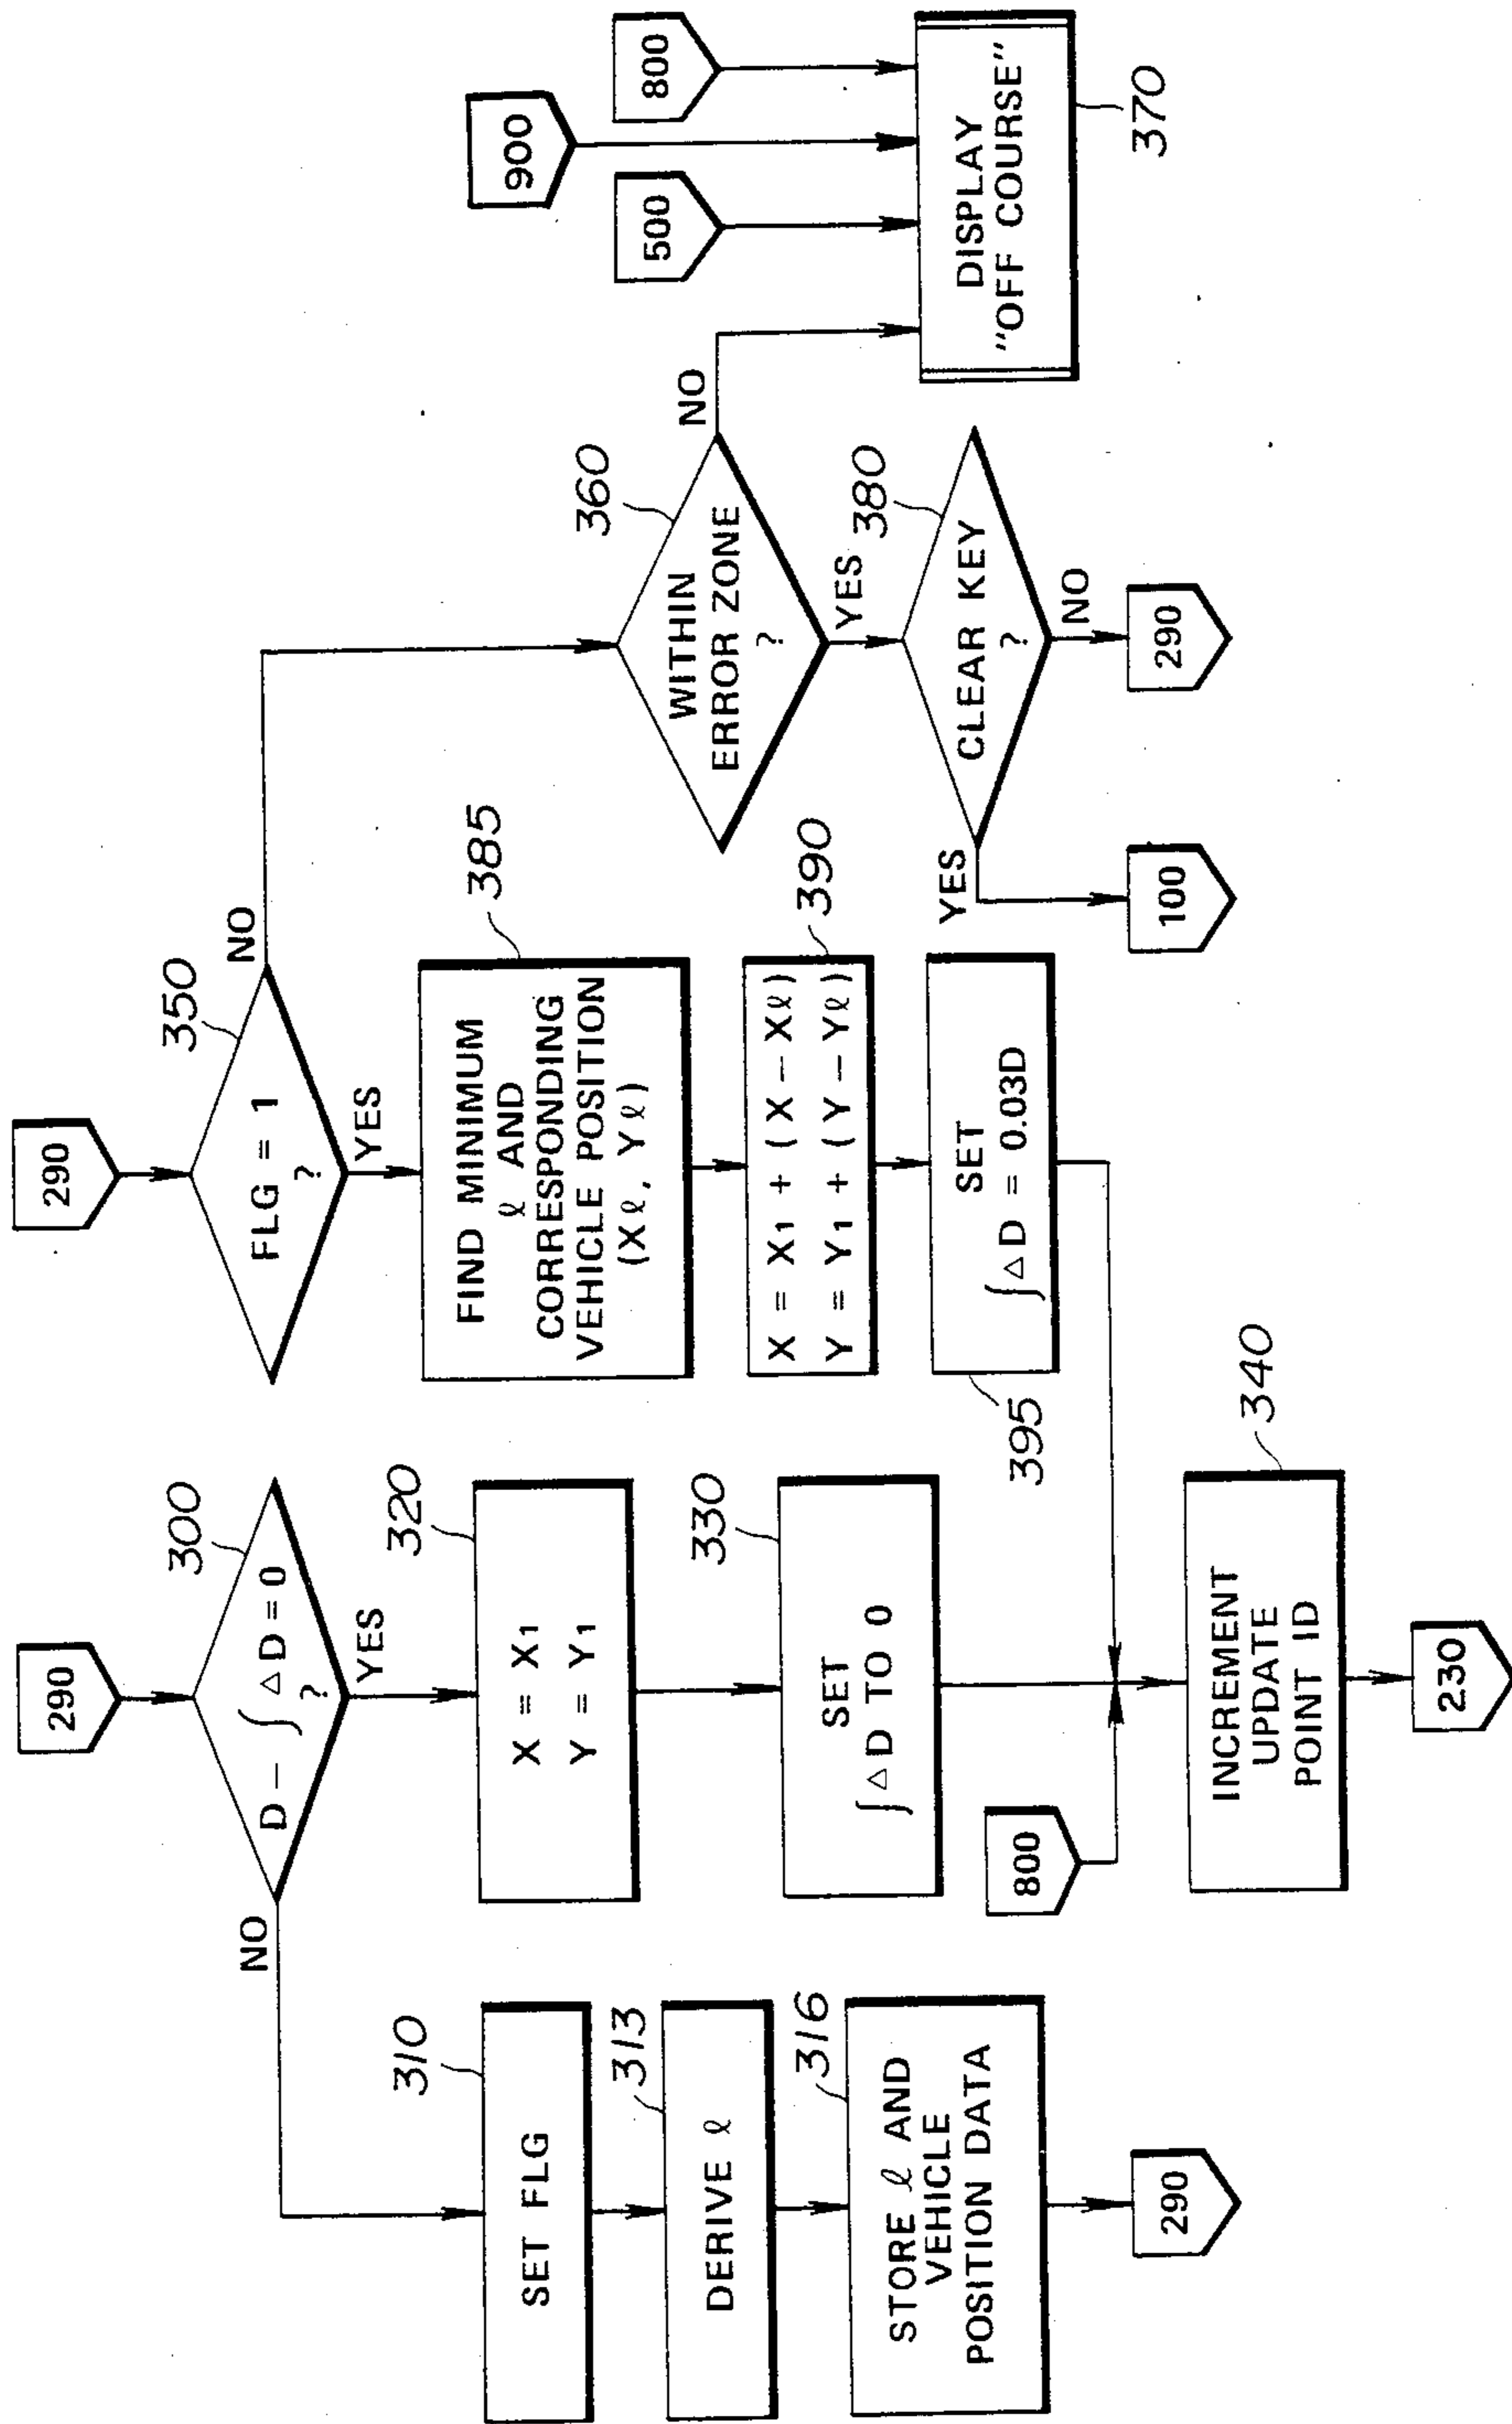 290
300
D – ∫△D = 0
?
NO
YES
310
SET FLG
313
DERIVE ℓ
316
STORE ℓ AND
VEHICLE
POSITION DATA
290
320
X = X1
Y = Y1
330
SET
∫△D TO 0
800
340
INCREMENT
UPDATE
POINT ID
230
290
350
FLG = 1
?
NO
YES
385
FIND MINIMUM
ℓ AND
CORRESPONDING
VEHICLE POSITION
(Xℓ, Yℓ)
390
X = X1 + (X – Xℓ)
Y = Y1 + (Y – Yℓ)
SET
∫△D = 0.03D
395
360
WITHIN
ERROR ZONE
?
NO
YES
380
CLEAR KEY
?
YES
NO
100
290
500
900
800
DISPLAY
"OFF COURSE"
370